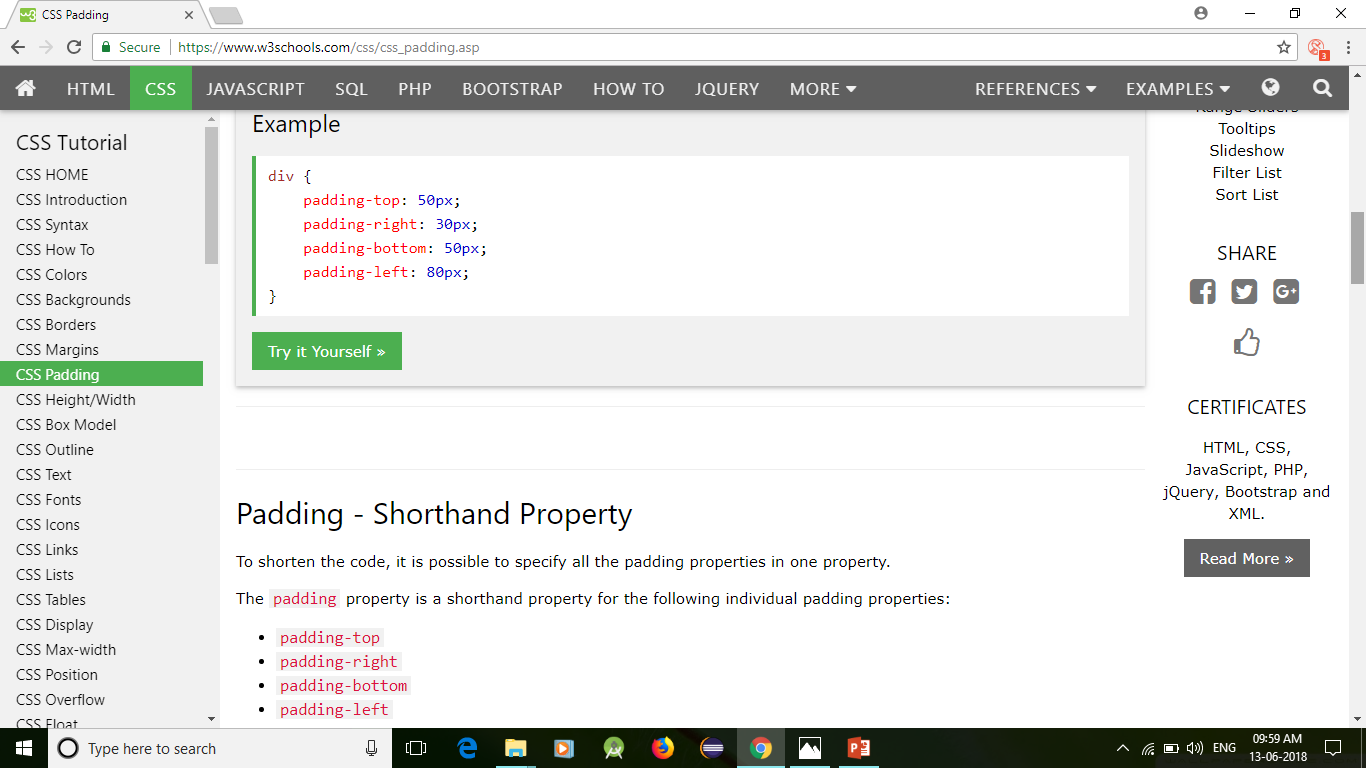 CSS Padding
Secure
https://www.w3schools.com/css/css_padding.asp
3
HTML CSS JAVASCRIPT SQL PHP BOOTSTRAP HOW TO JQUERY MORE REFERENCES EXAMPLES
CSS Tutorial
CSS HOME
CSS Introduction
CSS Syntax
CSS How To
CSS Colors
CSS Backgrounds
CSS Borders
CSS Margins
CSS Padding
CSS Height/Width
CSS Box Model
CSS Outline
CSS Text
CSS Fonts
CSS Icons
CSS Links
CSS Lists
CSS Tables
CSS Display
CSS Max-width
CSS Position
CSS Overflow
CSS Float
Example
div {
padding-top: 50px;
padding-right: 30px;
padding-bottom: 50px;
padding-left: 80px;
}
Try it Yourself »
Padding - Shorthand Property
To shorten the code, it is possible to specify all the padding properties in one property.
The padding property is a shorthand property for the following individual padding properties:
• padding-top
• padding-right
• padding-bottom
• padding-left
Range Sliders
Tooltips
Slideshow
Filter List
Sort List
SHARE
CERTIFICATES
HTML, CSS,
JavaScript, PHP,
jQuery, Bootstrap and
XML.
Read More »
Type here to search
ENG
09:59 AM
13-06-2018